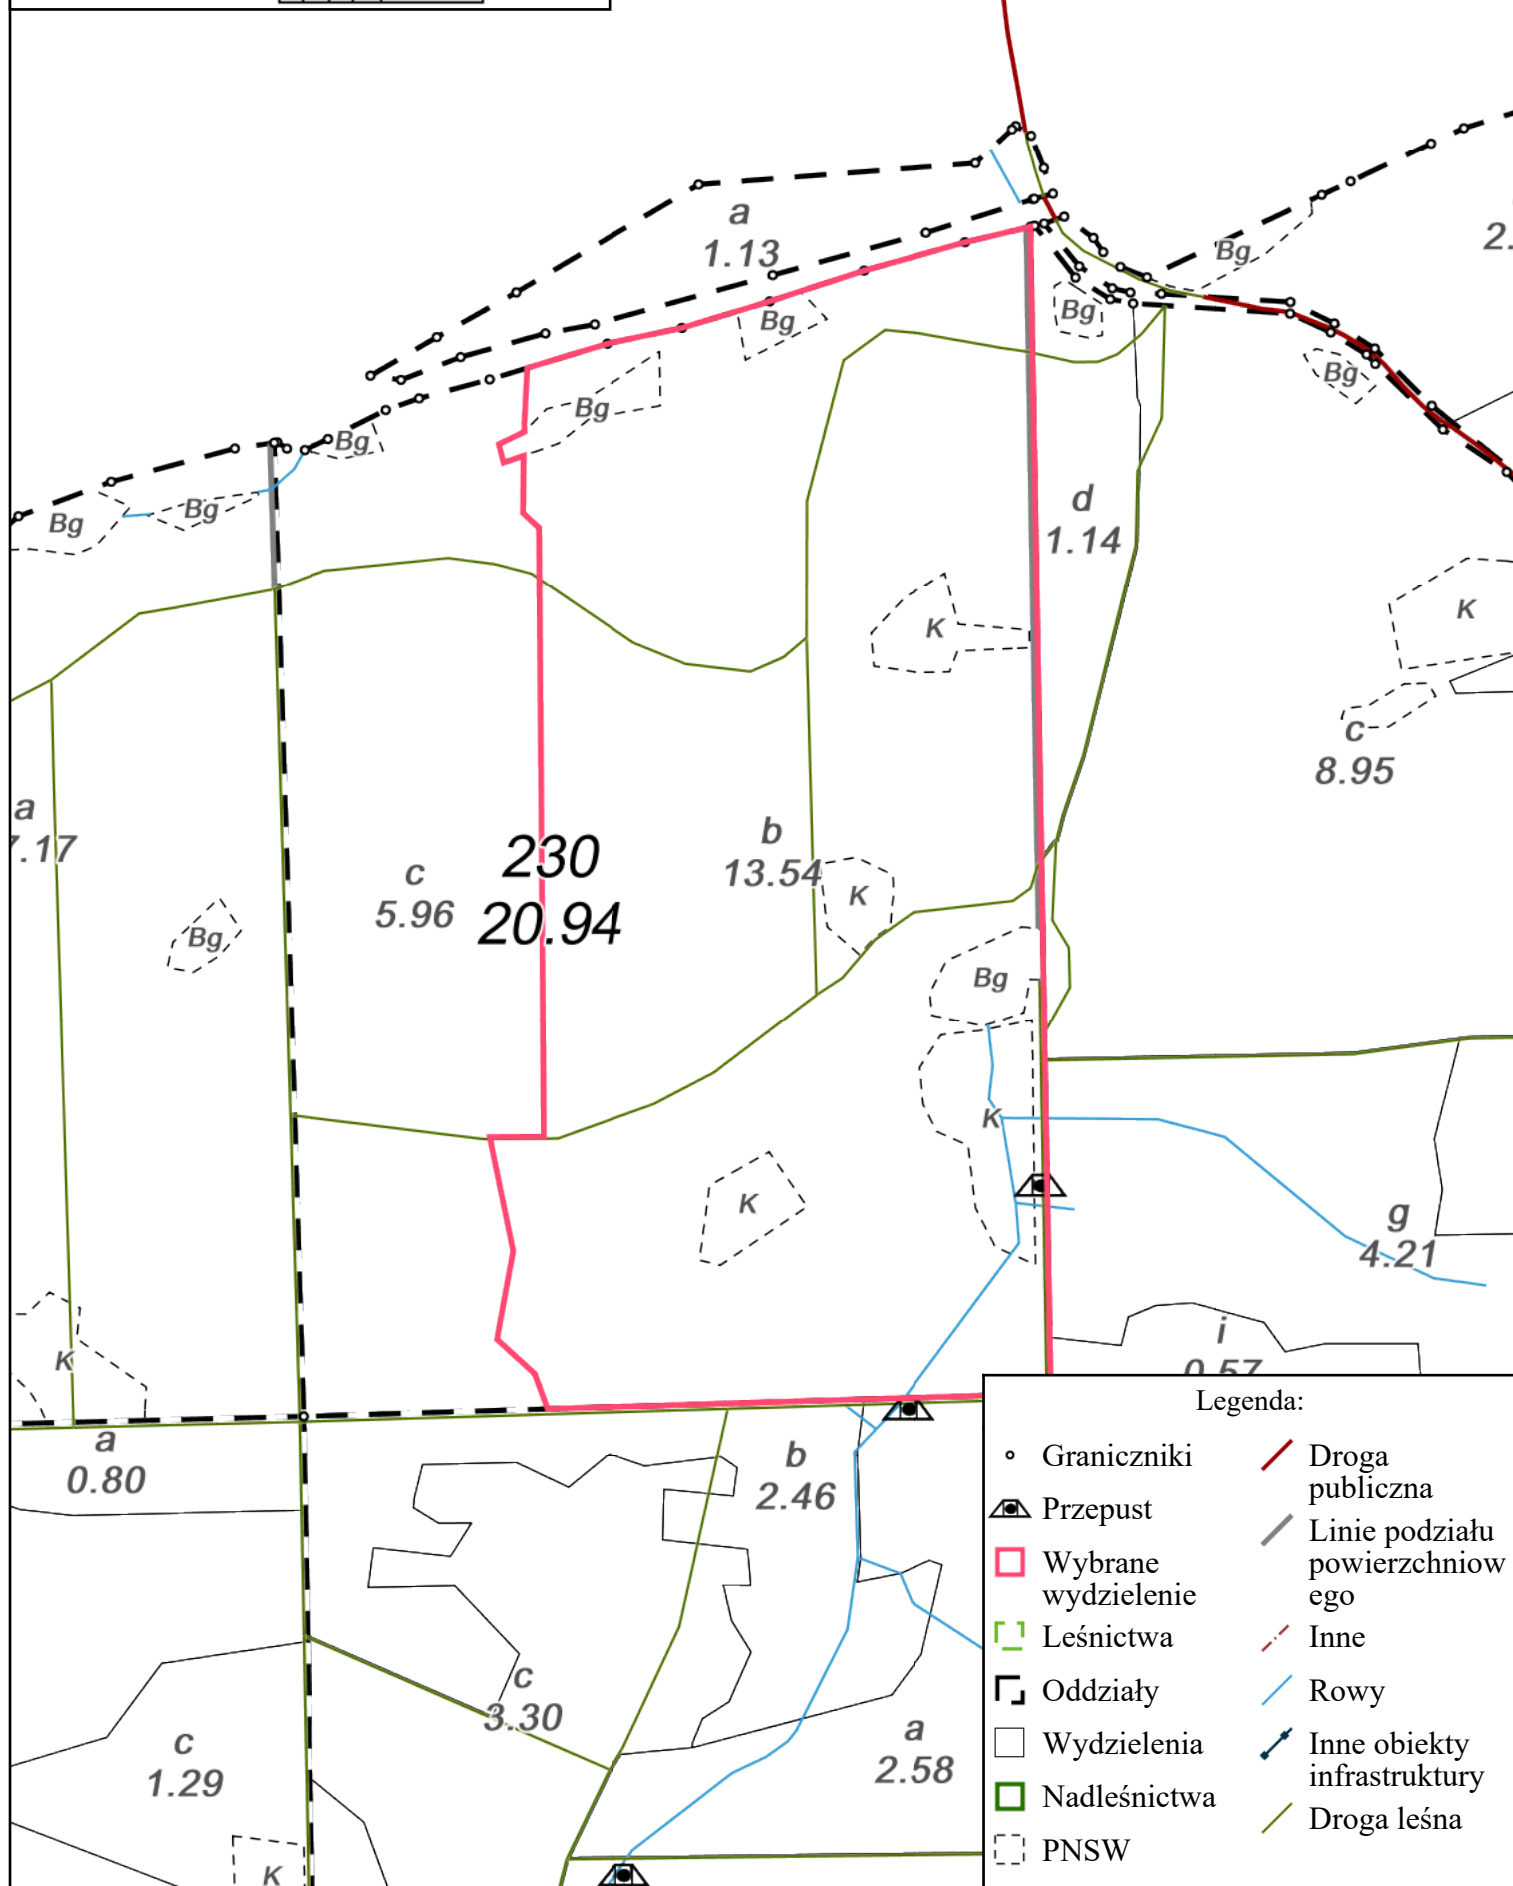 a
1.13
Bg
2.
Bg
Bg
Bg
Bg
Bg
Bg
Bg
d
1.14
K
K
c
8.95
a
7.17
b
13.54
230
20.94
c
5.96
K
Bg
Bg
K
K
g
4.21
i
0.57
K
a
0.80
b
2.46
c
3.30
a
2.58
c
1.29
K
Legenda:
Graniczniki
Przepust
Wybrane
wydzielenie
Leśnictwa
Oddziały
Wydzielenia
Nadleśnictwa
PNSW
Droga
publiczna
Linie podziału
powierzchniow
ego
Inne
Rowy
Inne obiekty
infrastruktury
Droga leśna